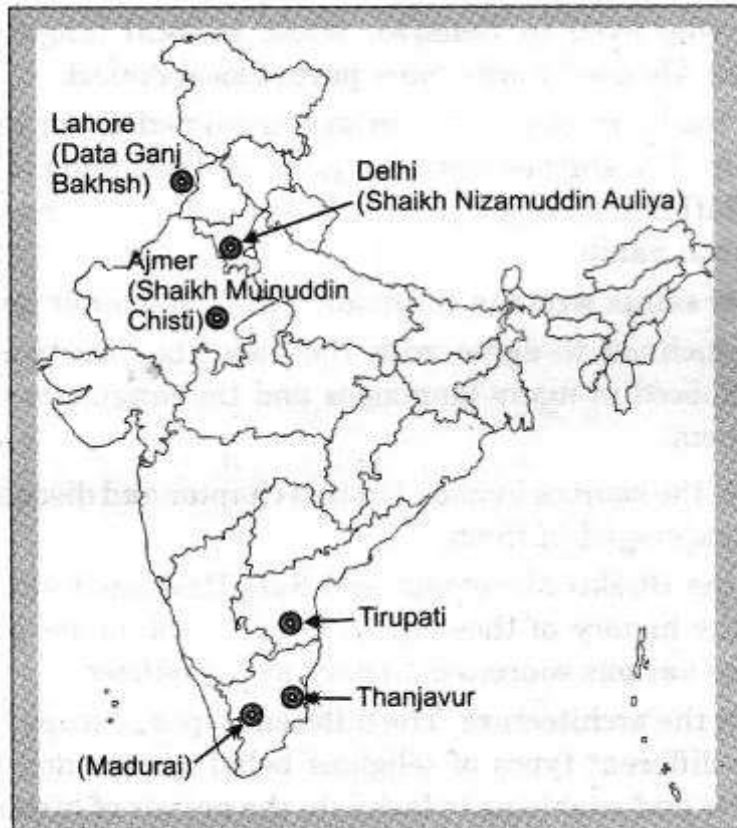 Lahore
(Data Ganj
Bakhsh)
Delhi
(Shaikh Nizamuddin Auliya)
Ajmer
(Shaikh Muinuddin
Chisti)
Tirupati
Thanjavur
(Madurai)